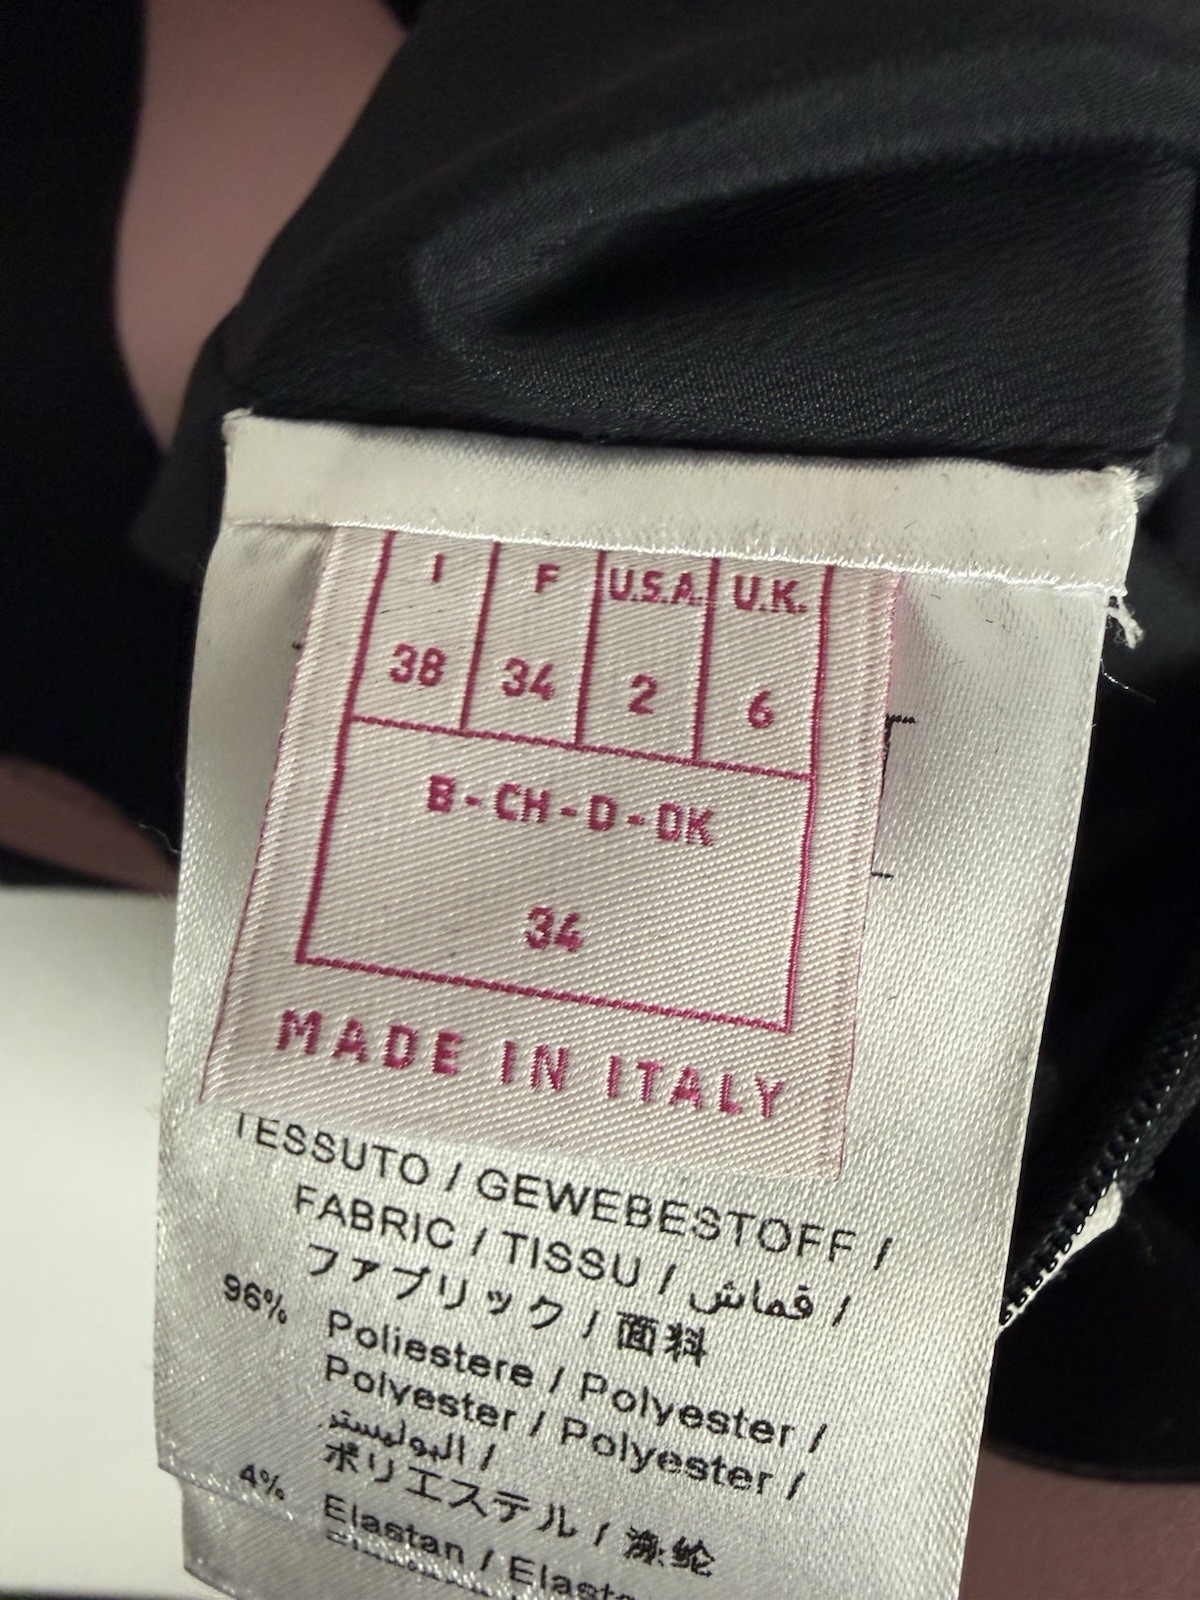 I F U.S.A. U.K.
38 34 2 6
B - CH - D - DK
34
MADE IN ITALY
TESSUTO / GEWEBESTOFF /
FABRIC / TISSU / قماش /
ファブリック / 面料
96% Poliestere / Polyester /
Polyester / Polyester /
البوليستر /
ポリエステル / 涤纶
4% Elastan /